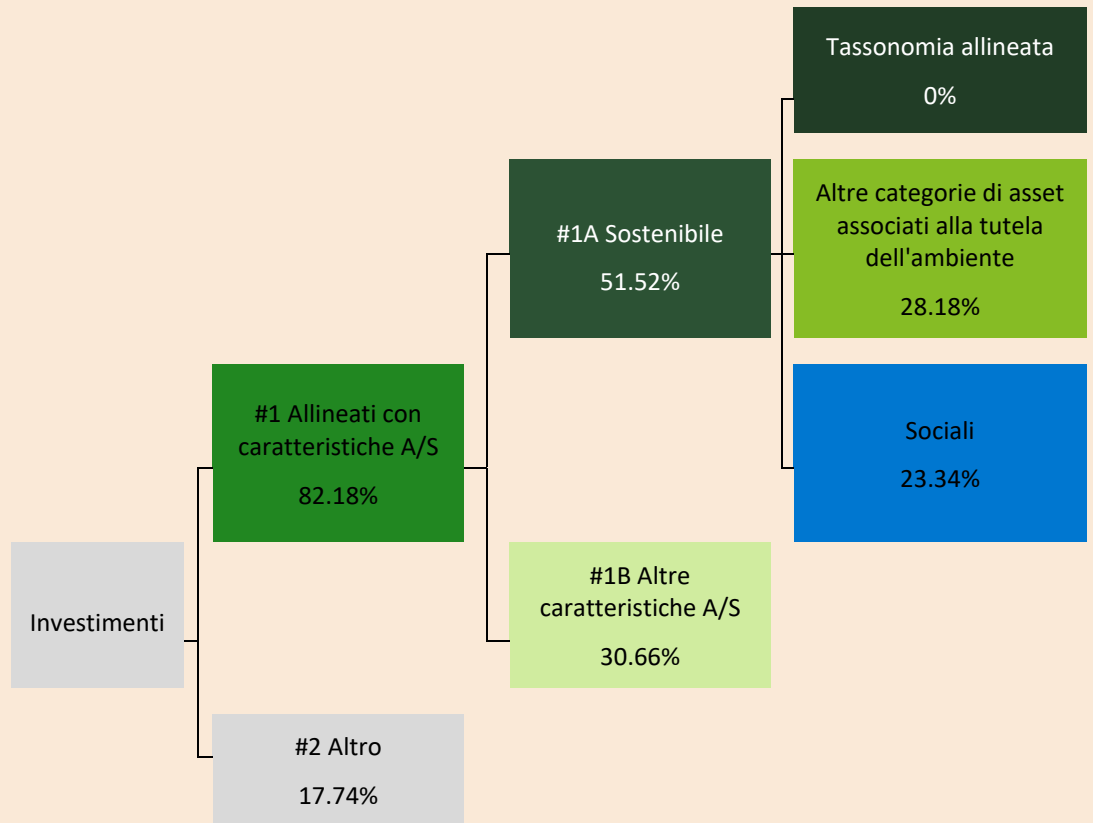 Tassonomia allineata
0%
Altre categorie di asset
associati alla tutela
dell'ambiente
28.18%
#1A Sostenibile
51.52%
#1 Allineati con
caratteristiche A/S
82.18%
Sociali
23.34%
Investimenti
#1B Altre
caratteristiche A/S
30.66%
#2 Altro
17.74%